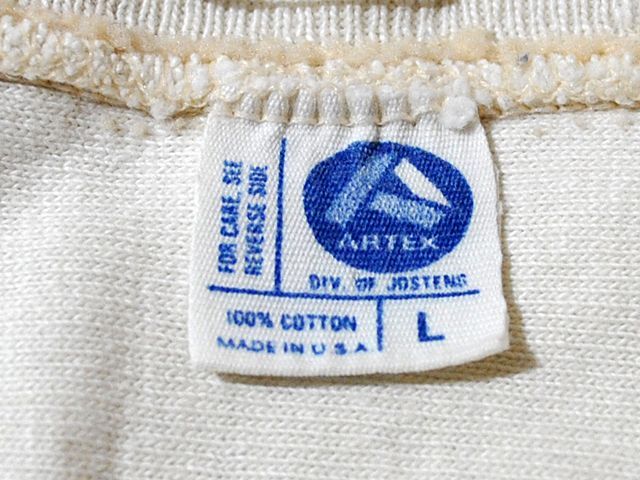 FOR CARE, SEE
REVERSE SIDE
ARTEX
DIV. OF JOSTENS
100% COTTON
MADE IN U.S.A
L